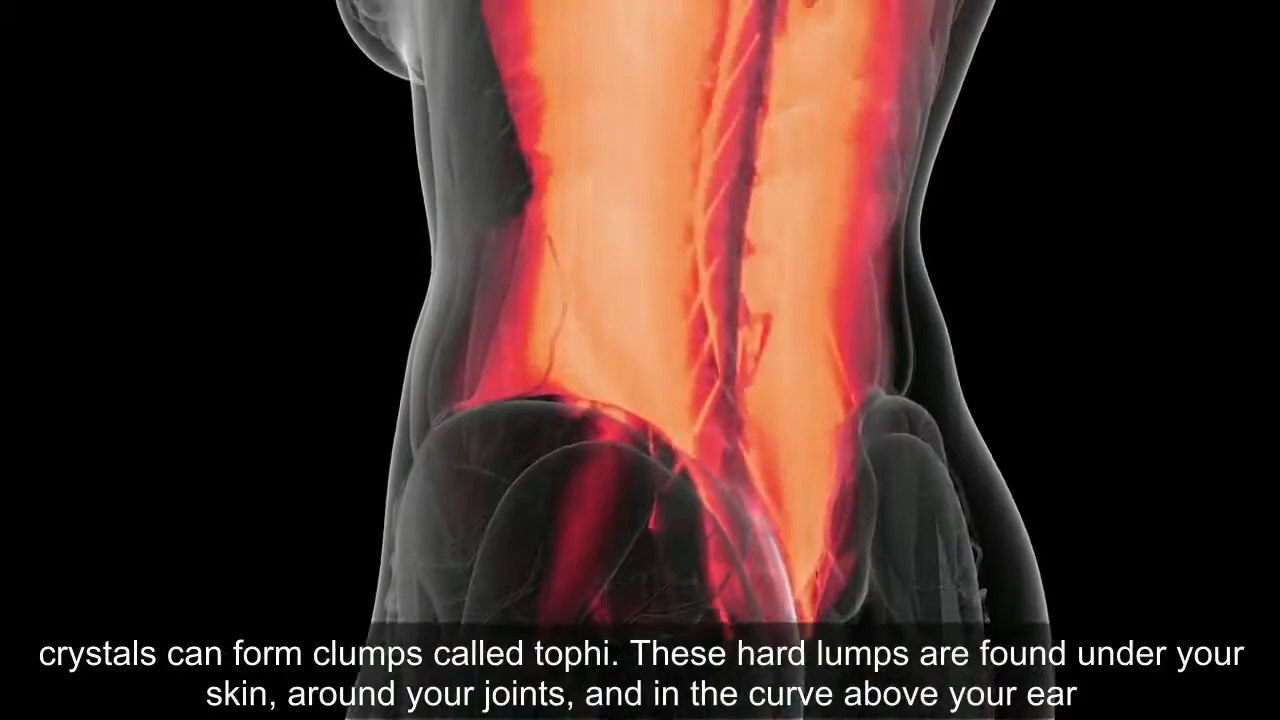 crystals can form clumps called tophi. These hard lumps are found under your
skin, around your joints, and in the curve above your ear